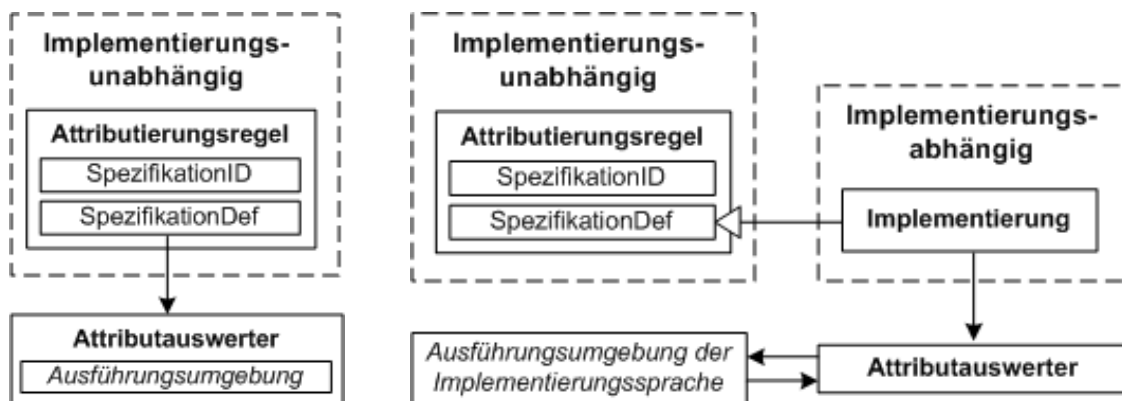 Implementierungs-
unabhängig
Attributierungsregel
SpezifikationID
SpezifikationDef
Attributauswerter
Ausführungsumgebung
Implementierungs-
unabhängig
Attributierungsregel
SpezifikationID
SpezifikationDef
Implementierungs-
abhängig
Implementierung
Ausführungsumgebung der
Implementierungssprache
Attributauswerter